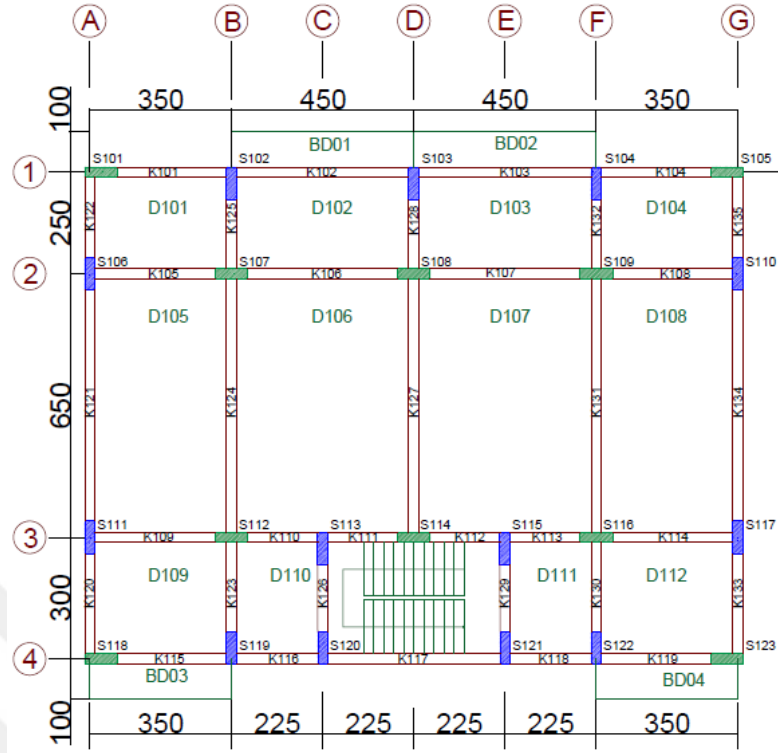 A B C D E F G
350 450 450 350
100
BD01 BD02
S101 S102 S103 S104 S105
1 K101 K102 K103 K104
250 K122 D101 K125 D102 K128 D103 K132 D104 K135
S106 S107 S108 S109 S110
2 K105 K106 K107 K108
D105 D106 D107 D108
650 K121 K124 K127 K131 K134
S111 S112 S113 S114 S115 S116 S117
3 K109 K110 K111 K112 K113 K114
300 K120 D109 K123 D110 K126 K129 D111 K130 D112 K133
S118 S119 S120 S121 S122 S123
4 K115 K116 K117 K118 K119
BD03 BD04
100
350 225 225 225 225 350